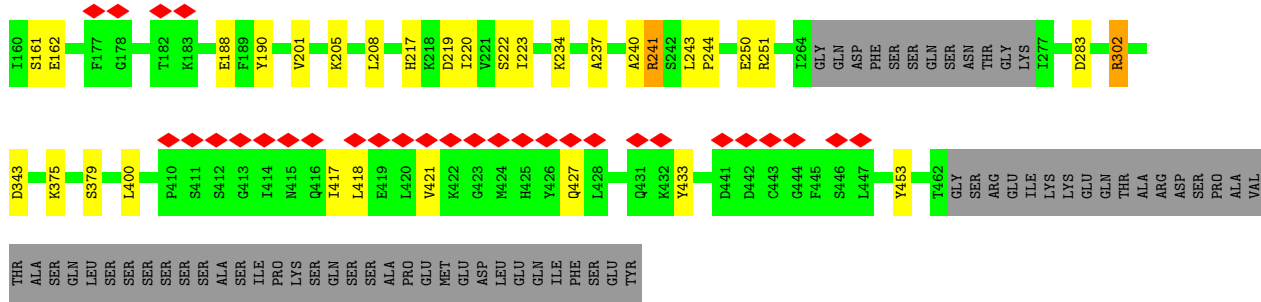 I160 S161 E162 F177 G178 T182 K183 E188 F189 Y190 V201 K205 L208 H217 K218 D219 I220 V221 S222 I223 K234 A237 A240 R241 S242 L243 P244 E250 R251 I264 GLY GLN ASP PHE SER SER GLN SER ASN THR GLY LYS I277 D283 R302
D343 K375 S379 L400 P410 S411 S412 G413 I414 N415 Q416 I417 L418 E419 L420 V421 K422 G423 M424 H425 Y426 Q427 L428 Q431 K432 Y433 D441 D442 C443 G444 F445 S446 L447 Y453 T462 GLY SER ARG GLU ILE LYS LYS GLU GLN THR ALA ARG ASP SER PRO ALA VAL
THR ALA SER GLN LEU SER SER SER SER SER ALA SER ILE PRO LYS SER GLN SER SER ALA PRO GLU MET GLU ASP LEU GLU GLN ILE PHE SER GLU TYR